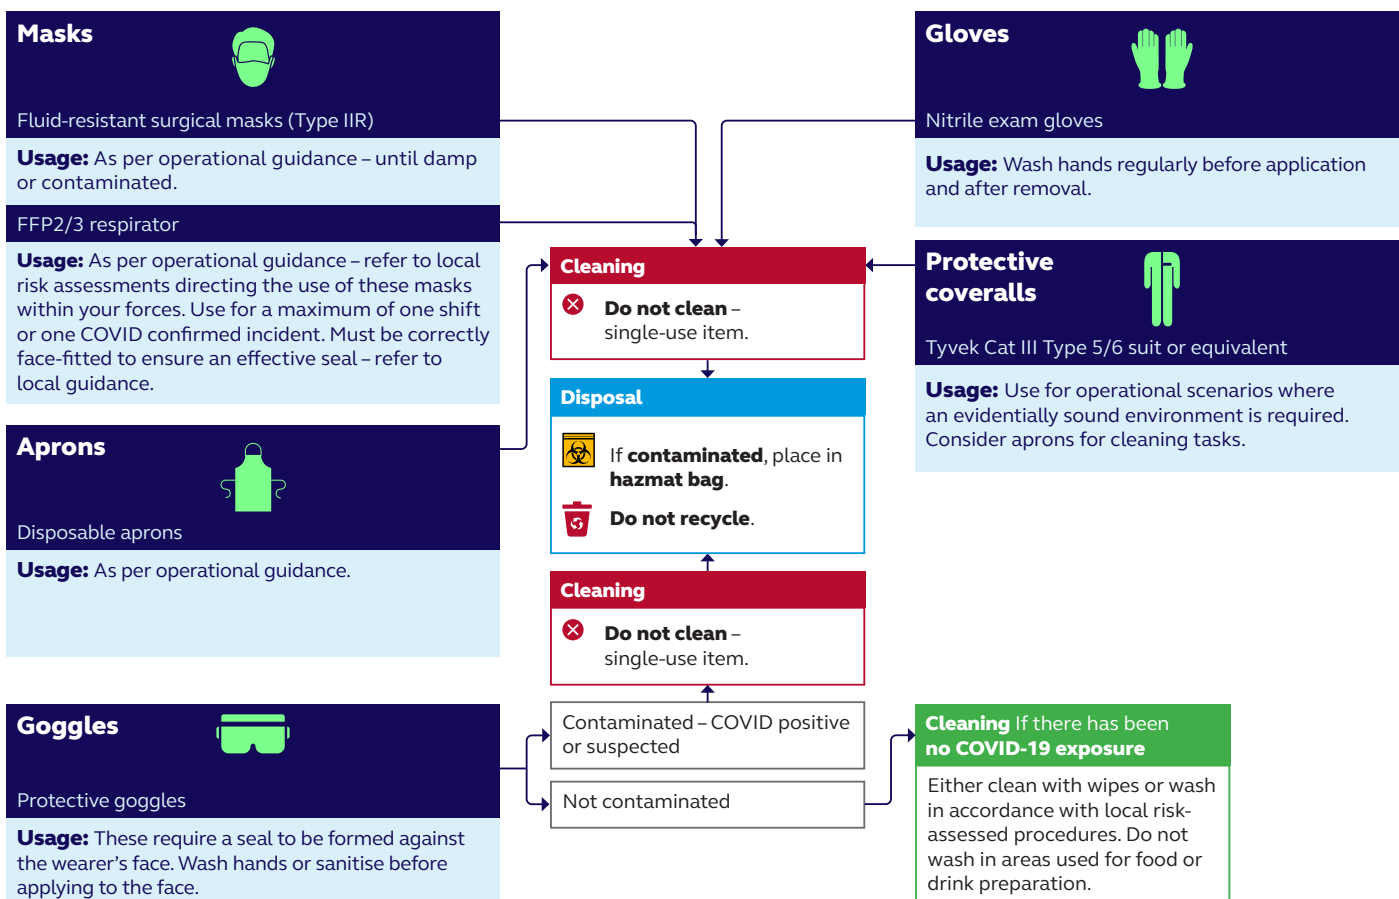 Masks
Fluid-resistant surgical masks (Type IIR)
Usage: As per operational guidance – until damp
or contaminated.
FFP2/3 respirator
Usage: As per operational guidance – refer to local
risk assessments directing the use of these masks
within your forces. Use for a maximum of one shift
or one COVID confirmed incident. Must be correctly
face-fitted to ensure an effective seal – refer to
local guidance.
Aprons
Disposable aprons
Usage: As per operational guidance.
Goggles
Protective goggles
Usage: These require a seal to be formed against
the wearer’s face. Wash hands or sanitise before
applying to the face.
Cleaning
Do not clean –
single-use item.
Disposal
If contaminated, place in
hazmat bag.
Do not recycle.
Cleaning
Do not clean –
single-use item.
Contaminated – COVID positive
or suspected
Not contaminated
Gloves
Nitrile exam gloves
Usage: Wash hands regularly before application
and after removal.
Protective
coveralls
Tyvek Cat III Type 5/6 suit or equivalent
Usage: Use for operational scenarios where
an evidentially sound environment is required.
Consider aprons for cleaning tasks.
Cleaning If there has been
no COVID-19 exposure
Either clean with wipes or wash
in accordance with local risk-
assessed procedures. Do not
wash in areas used for food or
drink preparation.